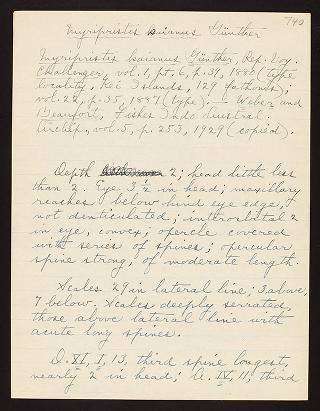 740
Myripristis kaianus Günther
Myripristis kaianus Günther, Rep. Voy.
Challenger, vol. 1, pt. 6, p. 39, 1880 (type
locality, Kei Islands, 129 fathoms);
vol. 22, p. 35, 1887 (type). - Weber and
Beaufort, Fishes Indo Austral.
Archip., vol. 5, p. 253, 1929 (copied).
Depth 2; head little less
than 2. Eye 3½ in head; maxillary
reaches below hind eye edge,
not denticulated; interorbital 2
in eye, convex; opercle covered
with series of spines; opercular
spine strong, of moderate length.
Scales 29 in lateral line, 3 above,
7 below. Scales deeply serrated,
those above lateral line with
acute long spines.
D. XI, I, 13, third spine longest,
nearly 2 in head; A. IV, 11; third